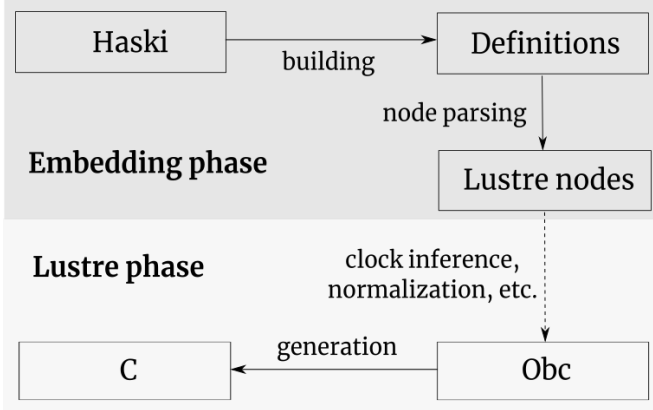 Haski
building
Definitions
node parsing
Embedding phase
Lustre nodes
Lustre phase
clock inference,
normalization, etc.
C
generation
Obc